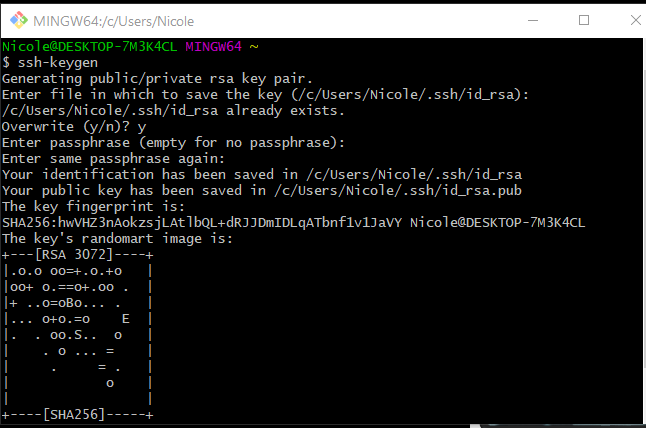 MINGW64:/c/Users/Nicole
Nicole@DESKTOP-7M3K4CL MINGW64 ~
$ ssh-keygen
Generating public/private rsa key pair.
Enter file in which to save the key (/c/Users/Nicole/.ssh/id_rsa):
/c/Users/Nicole/.ssh/id_rsa already exists.
Overwrite (y/n)? y
Enter passphrase (empty for no passphrase):
Enter same passphrase again:
Your identification has been saved in /c/Users/Nicole/.ssh/id_rsa
Your public key has been saved in /c/Users/Nicole/.ssh/id_rsa.pub
The key fingerprint is:
SHA256:hwVHZ3nAokzsjLAtlbQL+dRJJDmIDLqATbnf1v1JaVY Nicole@DESKTOP-7M3K4CL
The key's randomart image is:
+---[RSA 3072]----+
|.o.o oo=+.o.+o   |
|oo+ o.==o+.oo .  |
|+ ..o=oBo... .   |
|... o+o.=o    E  |
|.  . oo.S..  o   |
|    . o ... =    |
|     .     = .   |
|            o    |
|                 |
+----[SHA256]-----+